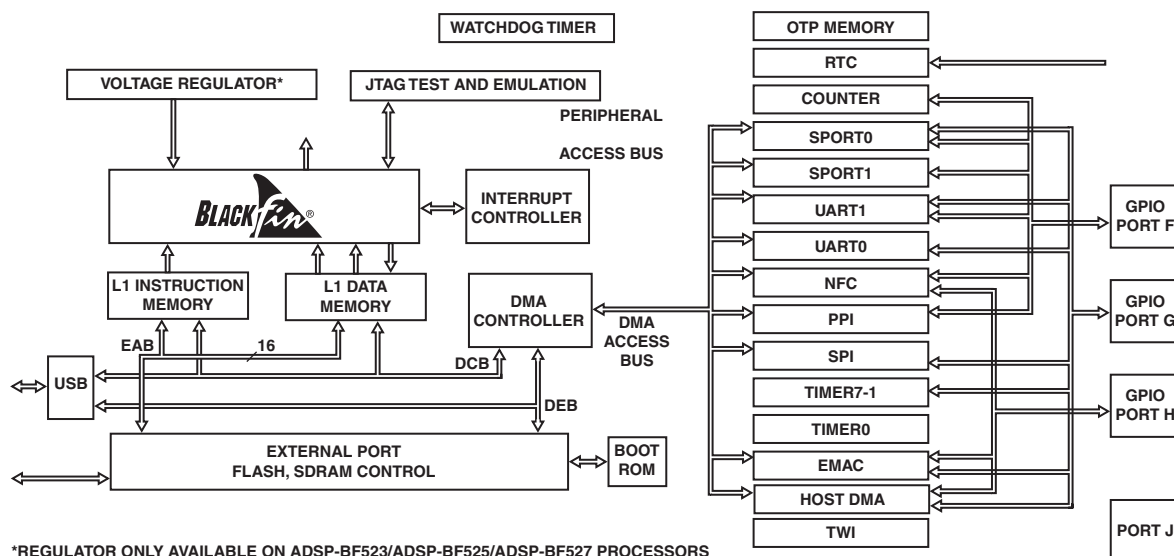 WATCHDOG TIMER
OTP MEMORY
RTC
VOLTAGE REGULATOR*
JTAG TEST AND EMULATION
COUNTER
PERIPHERAL
ACCESS BUS
SPORT0
SPORT1
BLACKfin®
INTERRUPT
CONTROLLER
UART1
GPIO
PORT F
UART0
L1 INSTRUCTION
MEMORY
L1 DATA
MEMORY
DMA
CONTROLLER
NFC
DMA
ACCESS
BUS
PPI
GPIO
PORT G
EAB
16
DCB
SPI
USB
DEB
TIMER7-1
GPIO
PORT H
TIMER0
EXTERNAL PORT
FLASH, SDRAM CONTROL
BOOT
ROM
EMAC
HOST DMA
TWI
PORT J
*REGULATOR ONLY AVAILABLE ON ADSP-BF523/ADSP-BF525/ADSP-BF527 PROCESSORS